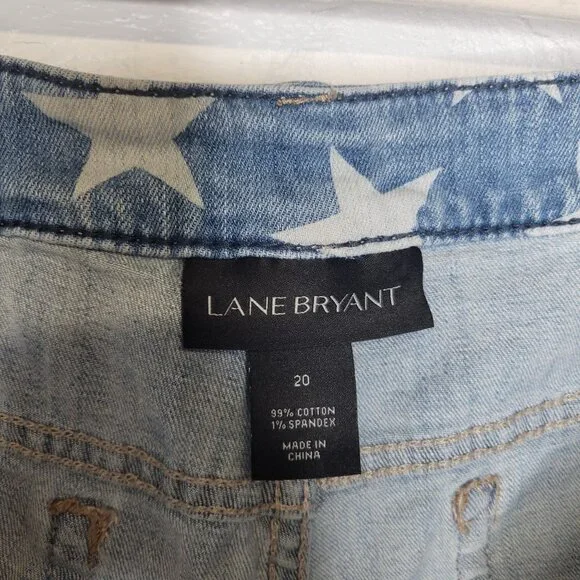 LANE BRYANT
20
99% COTTON
1% SPANDEX
MADE IN
CHINA